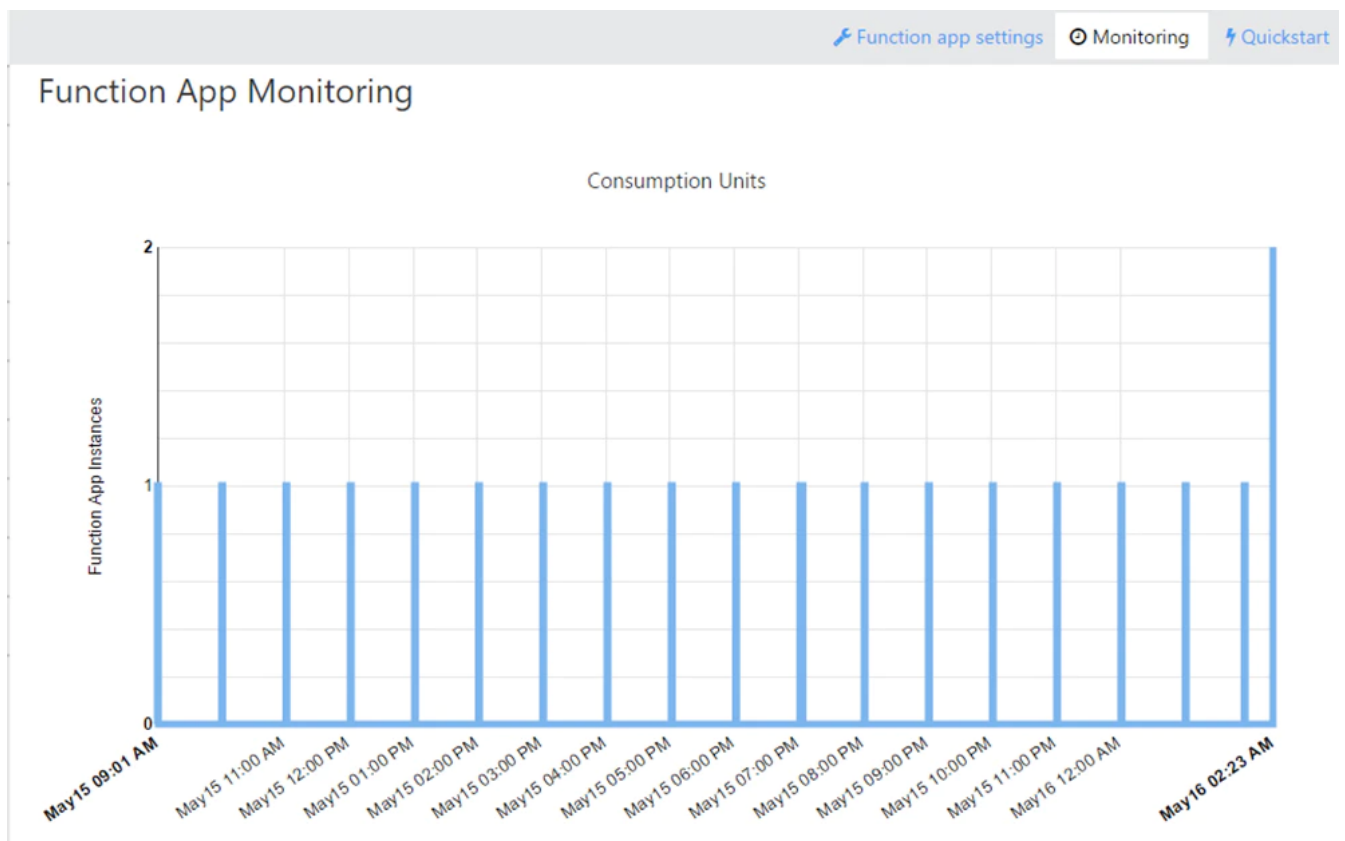 Function app settings Monitoring Quickstart
Function App Monitoring
Consumption Units
2
Function App Instances
1
0
May15 09:01 AM
May15 11:00 AM
May15 12:00 PM
May15 01:00 PM
May15 02:00 PM
May15 03:00 PM
May15 04:00 PM
May15 05:00 PM
May15 06:00 PM
May15 07:00 PM
May15 08:00 PM
May15 09:00 PM
May15 10:00 PM
May15 11:00 PM
May16 12:00 AM
May16 02:23 AM